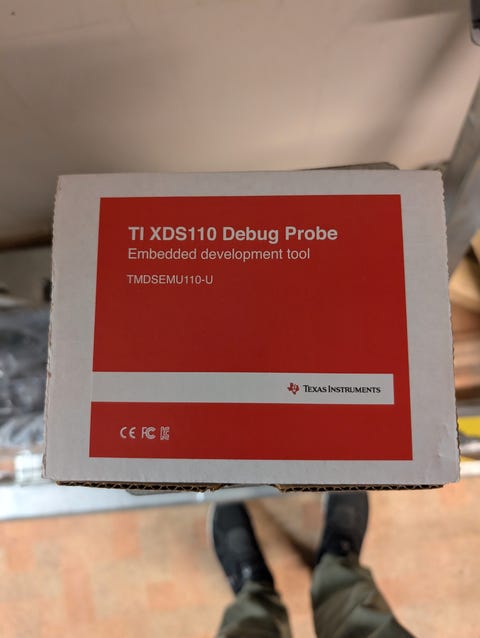 TI XDS110 Debug Probe
Embedded development tool
TMDSEMU110-U
TEXAS INSTRUMENTS
CE FC